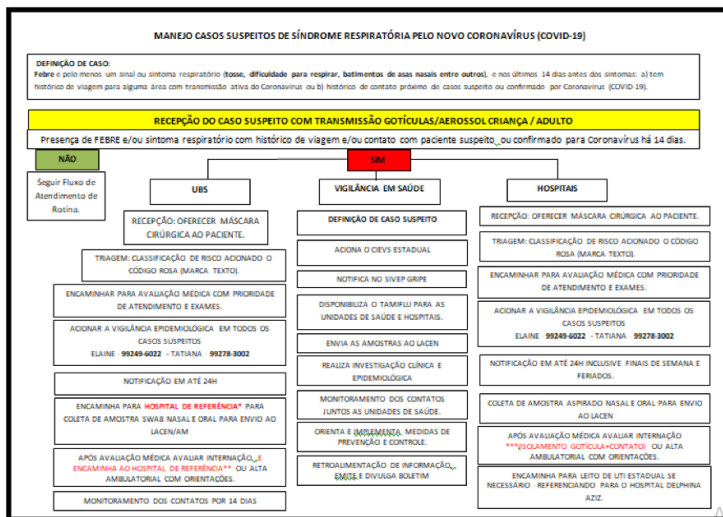 MANEJO CASOS SUSPEITOS DE SÍNDROME RESPIRATÓRIA PELO NOVO CORONAVÍRUS (COVID-19)
DEFINIÇÃO DE CASO:
Febre e pelo menos um sinal ou sintoma respiratório (tosse, dificuldade para respirar, batimentos de asas nasais entre outros), e nos últimos 14 dias antes dos sintomas: a) tem
histórico de viagem para alguma área com transmissão ativa do Coronavírus ou b) histórico de contato próximo de casos suspeito ou confirmado por Coronavírus (COVID 19).
RECEPÇÃO DO CASO SUSPEITO COM TRANSMISSÃO GOTÍCULAS/AEROSSOL CRIANÇA / ADULTO
Presença de FEBRE e/ou sintoma respiratório com histórico de viagem e/ou contato com paciente suspeito ou confirmado para Coronavírus há 14 dias.
NÃO
SIM
Seguir Fluxo de
Atendimento de
Rotina.
UBS
RECEPÇÃO: OFERECER MÁSCARA
CIRÚRGICA AO PACIENTE.
TRIAGEM: CLASSIFICAÇÃO DE RISCO ACIONADO O
CÓDIGO ROSA (MARCA TEXTO).
ENCAMINHAR PARA AVALIAÇÃO MÉDICA COM PRIORIDADE
DE ATENDIMENTO E EXAMES.
ACIONAR A VIGILÂNCIA EPIDEMIOLÓGICA EM TODOS OS
CASOS SUSPEITOS
ELAINE 99249-6022 - TATIANA 99278-3002
NOTIFICAÇÃO EM ATÉ 24H
ENCAMINHA PARA HOSPITAL DE REFERÊNCIA* PARA
COLETA DE AMOSTRA SWAB NASAL E ORAL PARA ENVIO AO
LACEN/AM
APÓS AVALIAÇÃO MÉDICA AVALIAR INTERNAÇÃO, E
ENCAMINHA AO HOSPITAL DE REFERÊNCIA** OU ALTA
AMBULATORIAL COM ORIENTAÇÕES.
MONITORAMENTO DOS CONTATOS POR 14 DIAS
VIGILÂNCIA EM SAÚDE
DEFINIÇÃO DE CASO SUSPEITO
ACIONA O CIEVS ESTADUAL
NOTIFICA NO SIVEP GRIPE
DISPONIBILIZA O TAMIFLU PARA AS
UNIDADES DE SAÚDE E HOSPITAIS.
ENVIA AS AMOSTRAS AO LACEN
REALIZA INVESTIGAÇÃO CLÍNICA E
EPIDEMIOLÓGICA
MONITORAMENTO DOS CONTATOS
JUNTOS AS UNIDADES DE SAÚDE.
ORIENTA E IMPLEMENTA MEDIDAS DE
PREVENÇÃO E CONTROLE.
RETROALIMENTAÇÃO DE INFORMAÇÃO,
EMITE E DIVULGA BOLETIM
HOSPITAIS
RECEPÇÃO: OFERECER MÁSCARA CIRÚRGICA AO PACIENTE.
TRIAGEM: CLASSIFICAÇÃO DE RISCO ACIONADO O CÓDIGO
ROSA (MARCA TEXTO).
ENCAMINHAR PARA AVALIAÇÃO MÉDICA COM PRIORIDADE
DE ATENDIMENTO E EXAMES.
ACIONAR A VIGILÂNCIA EPIDEMIOLÓGICA EM TODOS OS
CASOS SUSPEITOS
ELAINE 99249-6022 - TATIANA 99278-3002
NOTIFICAÇÃO EM ATÉ 24H INCLUSIVE FINAIS DE SEMANA E
FERIADOS.
COLETA DE AMOSTRA ASPIRADO NASAL E ORAL PARA ENVIO
AO LACEN
APÓS AVALIAÇÃO MÉDICA AVALIAR INTERNAÇÃO
***(ISOLAMENTO GOTÍCULA+CONTATO) OU ALTA
AMBULATORIAL COM ORIENTAÇÕES.
ENCAMINHA PARA LEITO DE UTI ESTADUAL SE
NECESSÁRIO - REFERENCIANDO PARA O HOSPITAL DELPHINA
AZIZ.